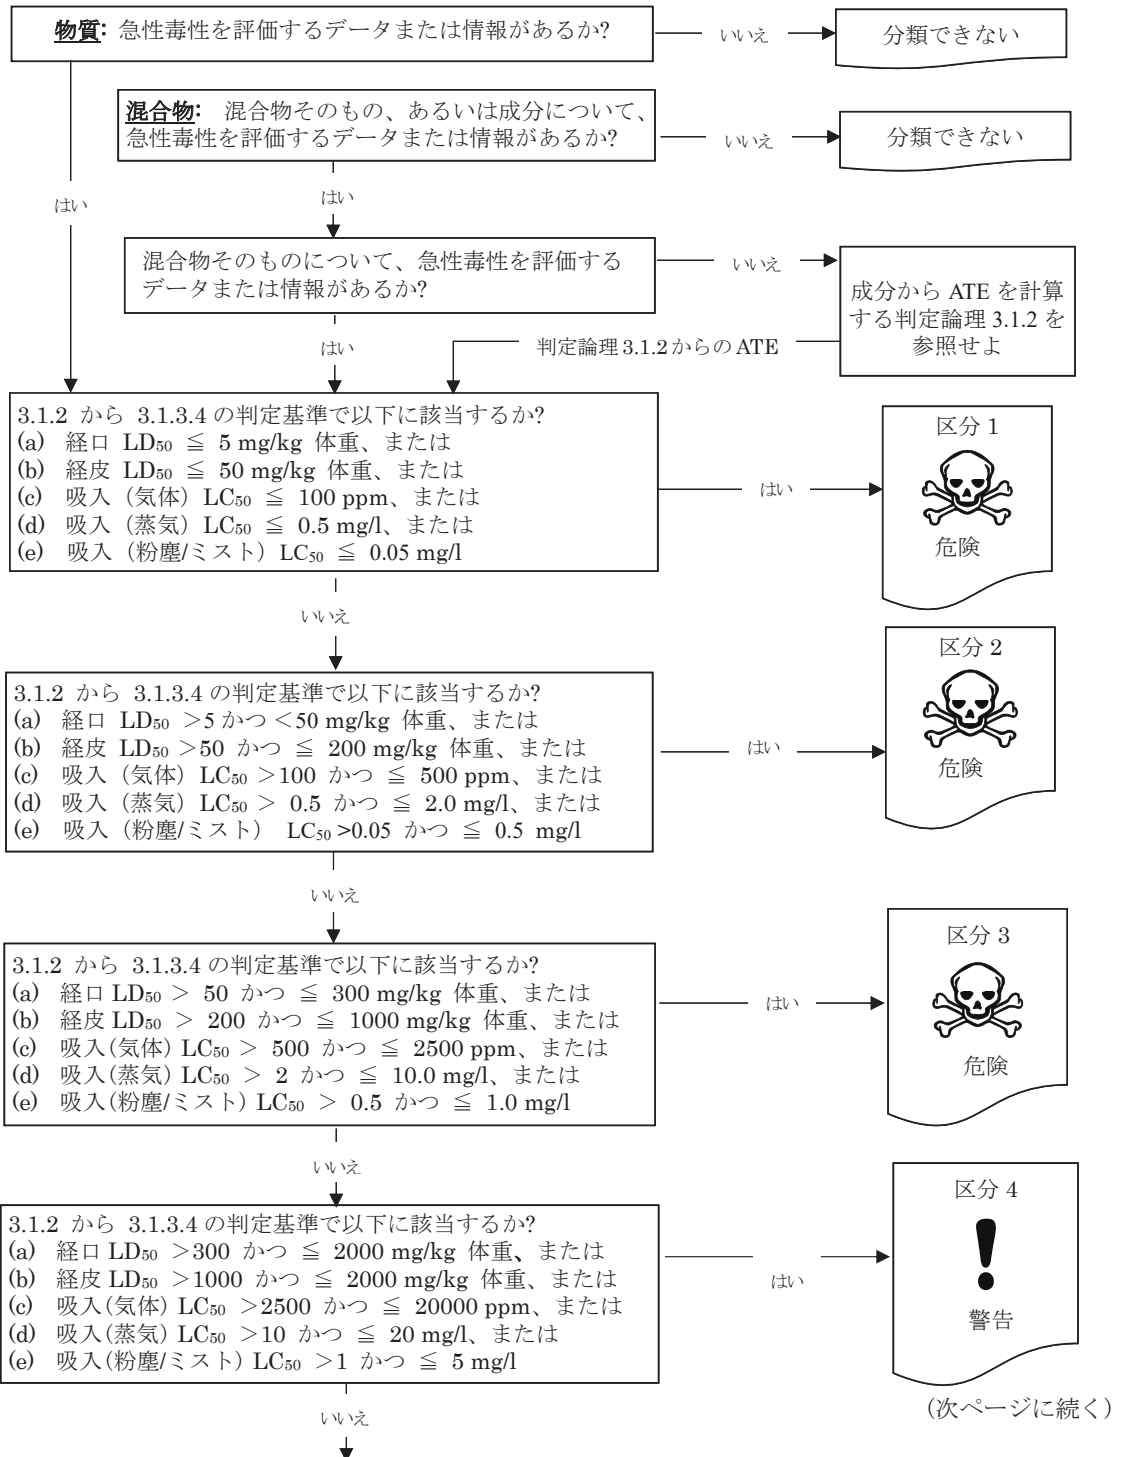 物質: 急性毒性を評価するデータまたは情報があるか?
いいえ
分類できない
混合物: 混合物そのもの、あるいは成分について、
急性毒性を評価するデータまたは情報があるか?
いいえ
分類できない
はい
はい
混合物そのものについて、急性毒性を評価する
データまたは情報があるか?
いいえ
成分から ATE を計算
する判定論理 3.1.2 を
参照せよ
はい
判定論理3.1.2からのATE
3.1.2 から 3.1.3.4 の判定基準で以下に該当するか?
(a) 経口 LD50 ≦ 5 mg/kg 体重、または
(b) 経皮 LD50 ≦ 50 mg/kg 体重、または
(c) 吸入（気体）LC50 ≦ 100 ppm、または
(d) 吸入（蒸気）LC50 ≦ 0.5 mg/l、または
(e) 吸入（粉塵/ミスト）LC50 ≦ 0.05 mg/l
はい
区分 1
危険
いいえ
3.1.2 から 3.1.3.4 の判定基準で以下に該当するか?
(a) 経口 LD50 >5 かつ <50 mg/kg 体重、または
(b) 経皮 LD50 >50 かつ ≦ 200 mg/kg 体重、または
(c) 吸入（気体）LC50 >100 かつ ≦ 500 ppm、または
(d) 吸入（蒸気）LC50 > 0.5 かつ ≦ 2.0 mg/l、または
(e) 吸入（粉塵/ミスト） LC50 >0.05 かつ ≦ 0.5 mg/l
はい
区分 2
危険
いいえ
3.1.2 から 3.1.3.4 の判定基準で以下に該当するか?
(a) 経口 LD50 > 50 かつ ≦ 300 mg/kg 体重、または
(b) 経皮 LD50 > 200 かつ ≦ 1000 mg/kg 体重、または
(c) 吸入(気体) LC50 > 500 かつ ≦ 2500 ppm、または
(d) 吸入(蒸気) LC50 > 2 かつ ≦ 10.0 mg/l、または
(e) 吸入(粉塵/ミスト) LC50 > 0.5 かつ ≦ 1.0 mg/l
はい
区分 3
危険
いいえ
3.1.2 から 3.1.3.4 の判定基準で以下に該当するか?
(a) 経口 LD50 >300 かつ ≦ 2000 mg/kg 体重、または
(b) 経皮 LD50 >1000 かつ ≦ 2000 mg/kg 体重、または
(c) 吸入(気体) LC50 >2500 かつ ≦ 20000 ppm、または
(d) 吸入(蒸気) LC50 >10 かつ ≦ 20 mg/l、または
(e) 吸入(粉塵/ミスト) LC50 >1 かつ ≦ 5 mg/l
はい
区分 4
警告
(次ページに続く)
いいえ